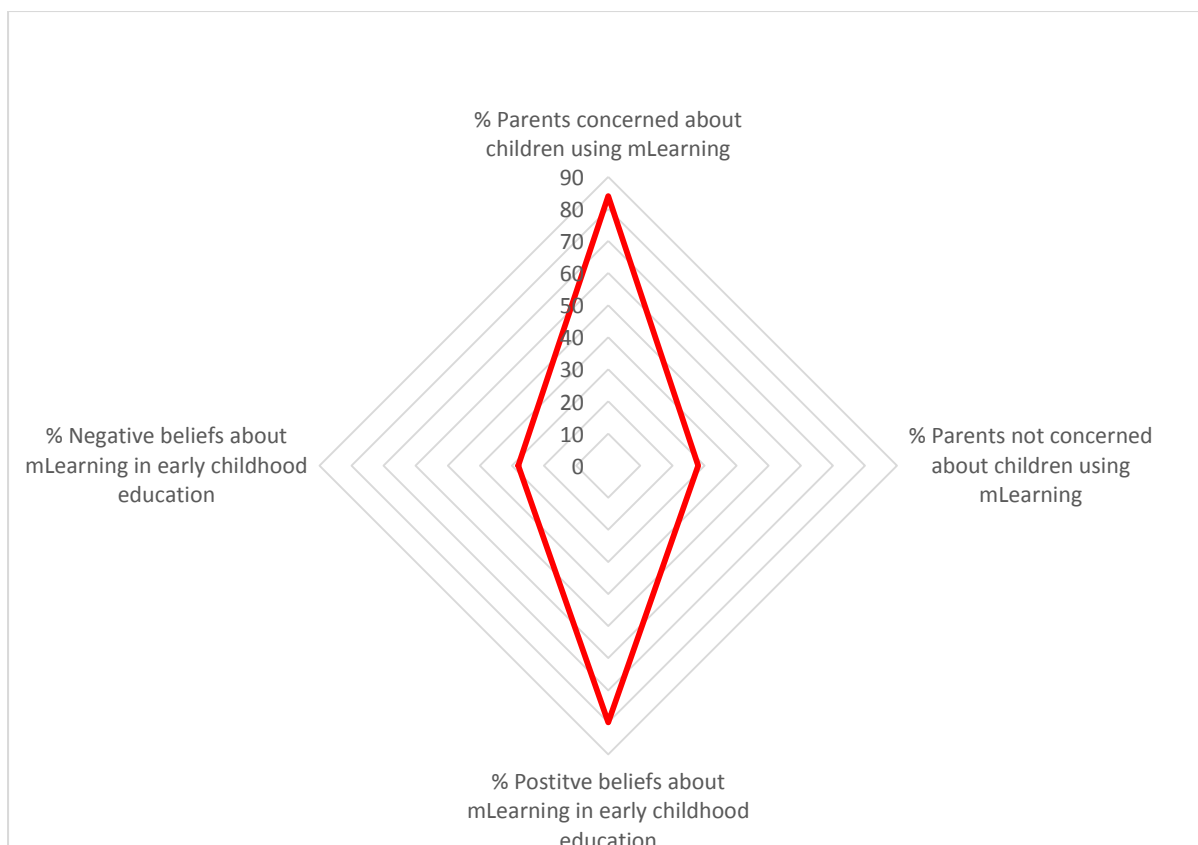 % Parents concerned about
children using mLearning
90
80
70
60
50
40
30
20
10
0
% Negative beliefs about
mLearning in early childhood
education
% Parents not concerned
about children using
mLearning
% Postitve beliefs about
mLearning in early childhood
education